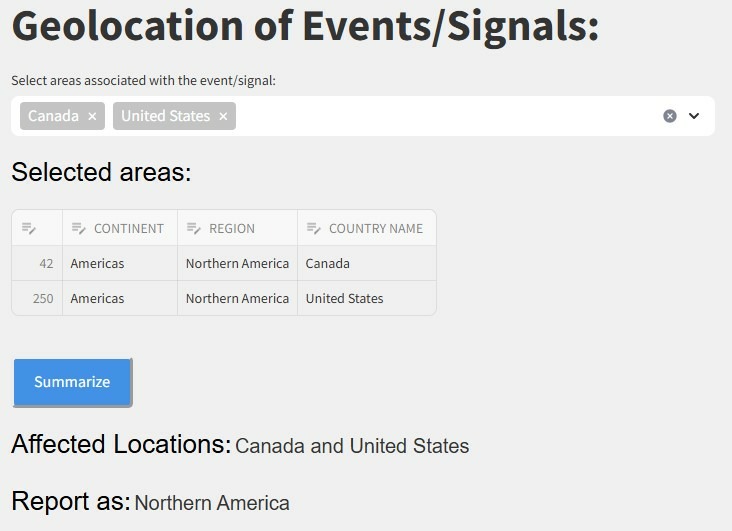 Geolocation of Events/Signals:
Select areas associated with the event/signal:
Canada × United States ×
Selected areas:
CONTINENT REGION COUNTRY NAME
42 Americas Northern America Canada
250 Americas Northern America United States
Summarize
Affected Locations: Canada and United States
Report as: Northern America